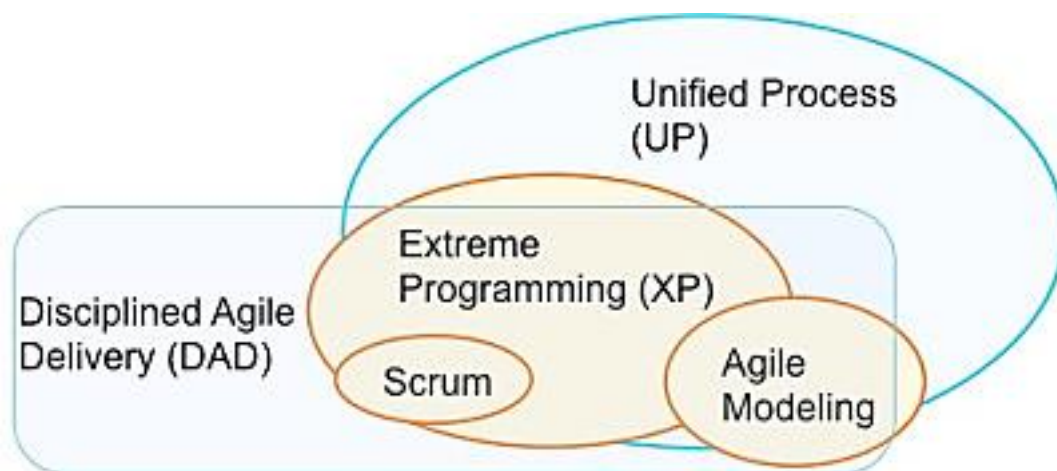 Unified Process
(UP)
Extreme
Programming (XP)
Disciplined Agile
Delivery (DAD)
Scrum
Agile
Modeling